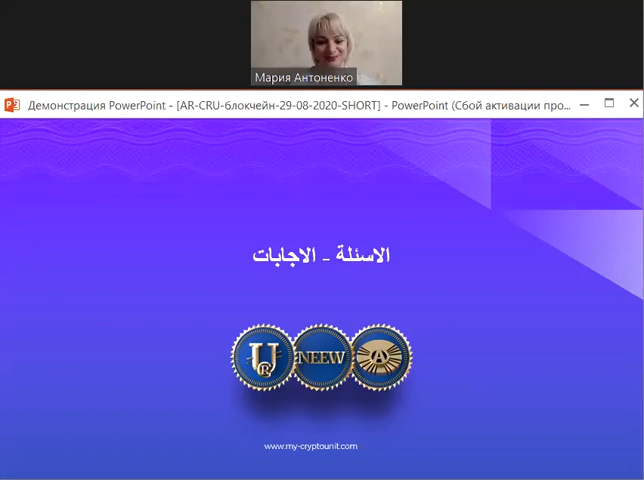 Мария Антоненко
Демонстрация PowerPoint - [AR-CRU-блокчейн-29-08-2020-SHORT] - PowerPoint (Сбой активации про...
الاسئلة - الاجابات
NEEW
www.my-cryptounit.com